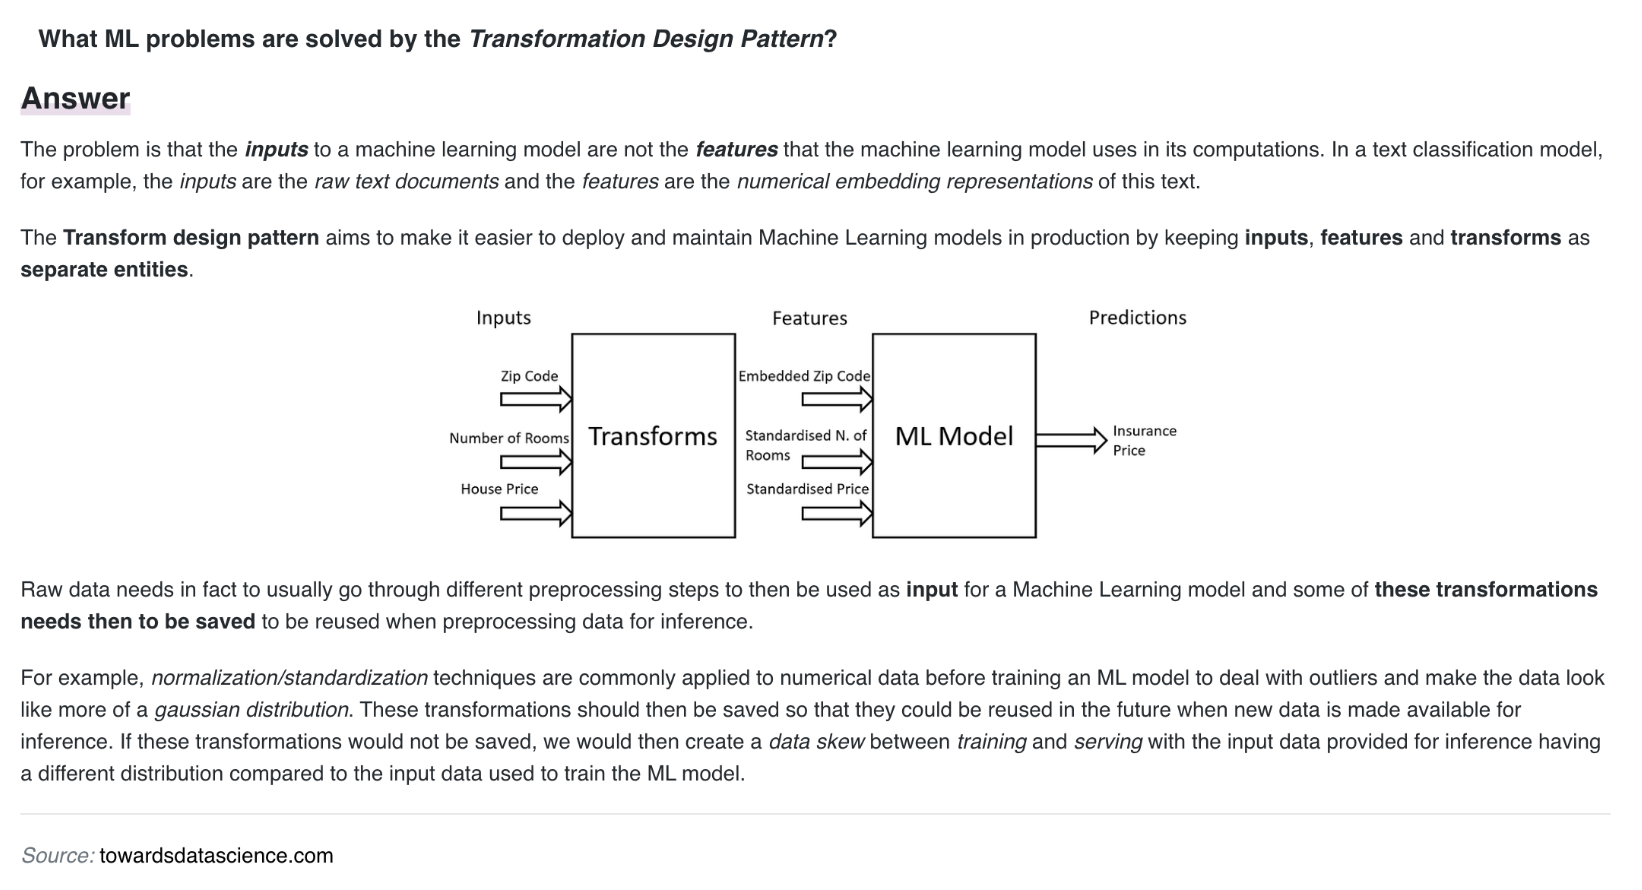 What ML problems are solved by the Transformation Design Pattern?
Answer
The problem is that the inputs to a machine learning model are not the features that the machine learning model uses in its computations. In a text classification model,
for example, the inputs are the raw text documents and the features are the numerical embedding representations of this text.
The Transform design pattern aims to make it easier to deploy and maintain Machine Learning models in production by keeping inputs, features and transforms as
separate entities.
Inputs
Features
Predictions
Zip Code
Number of Rooms
House Price
Transforms
Embedded Zip Code
Standardised N. of
Rooms
Standardised Price
ML Model
Insurance
Price
Raw data needs in fact to usually go through different preprocessing steps to then be used as input for a Machine Learning model and some of these transformations
needs then to be saved to be reused when preprocessing data for inference.
For example, normalization/standardization techniques are commonly applied to numerical data before training an ML model to deal with outliers and make the data look
like more of a gaussian distribution. These transformations should then be saved so that they could be reused in the future when new data is made available for
inference. If these transformations would not be saved, we would then create a data skew between training and serving with the input data provided for inference having
a different distribution compared to the input data used to train the ML model.
Source: towardsdatascience.com